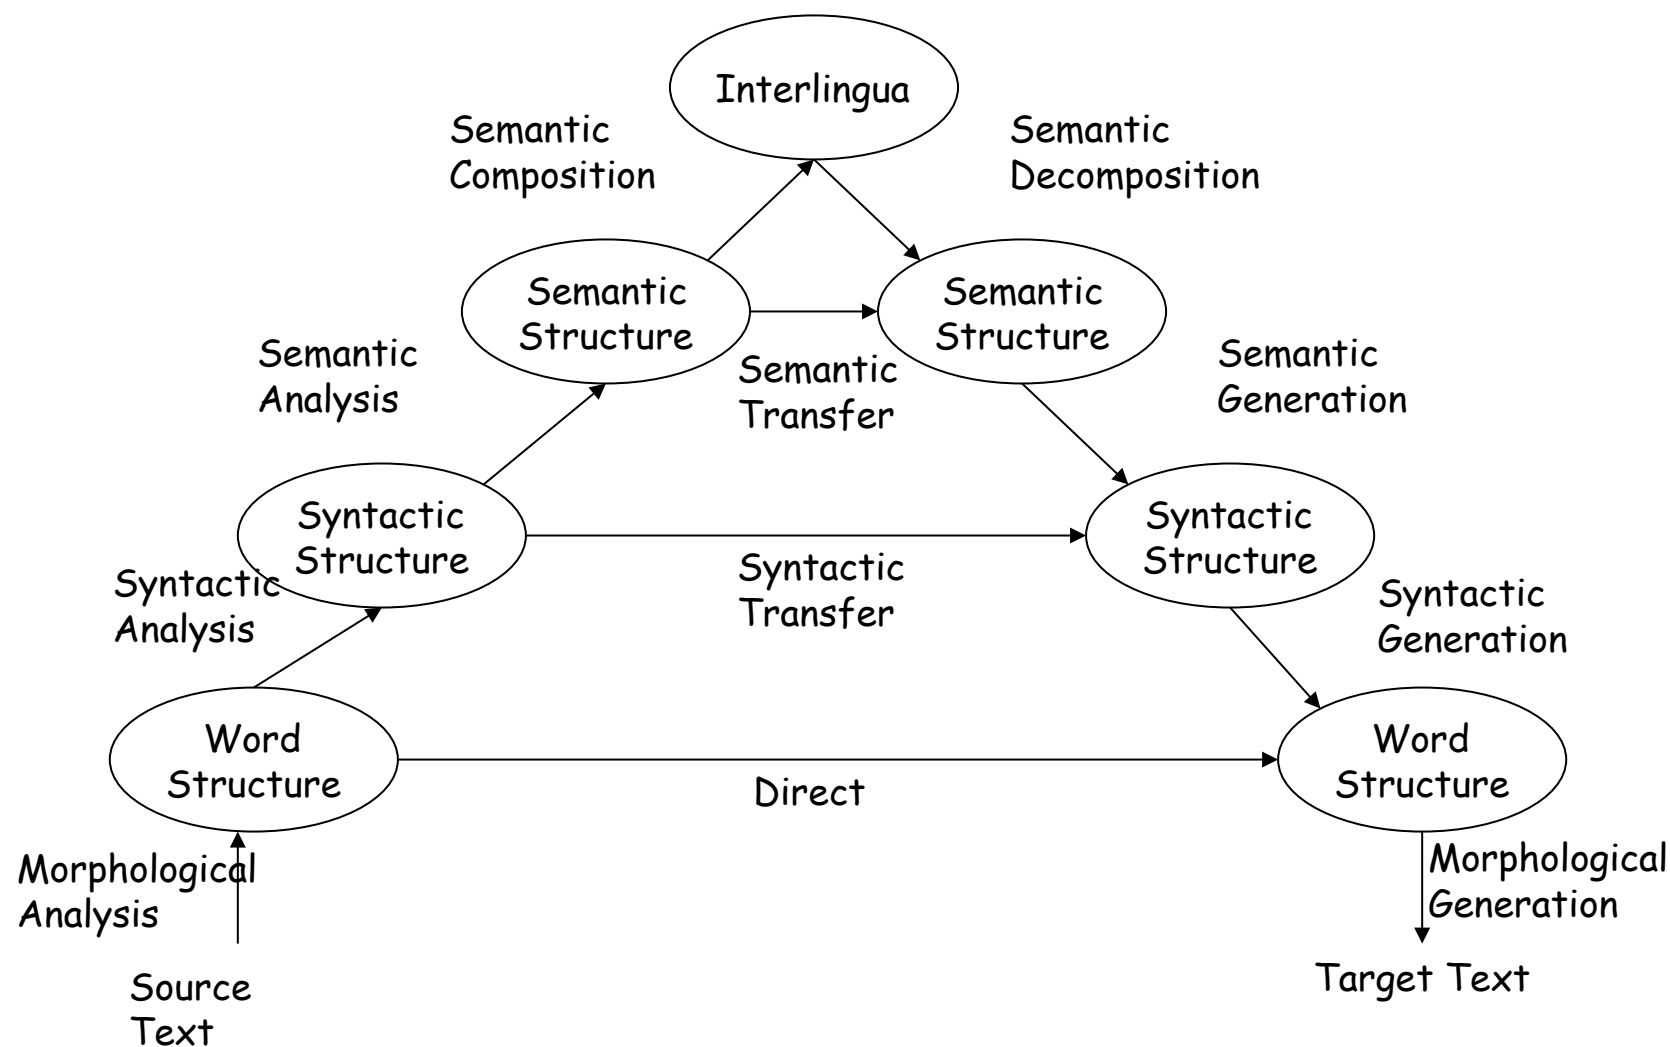 Interlingua
Semantic
Composition
Semantic
Decomposition
Semantic
Structure
Semantic
Structure
Semantic
Analysis
Semantic
Transfer
Semantic
Generation
Syntactic
Structure
Syntactic
Structure
Syntactic
Analysis
Syntactic
Transfer
Syntactic
Generation
Word
Structure
Word
Structure
Direct
Morphological
Analysis
Morphological
Generation
Source
Text
Target Text